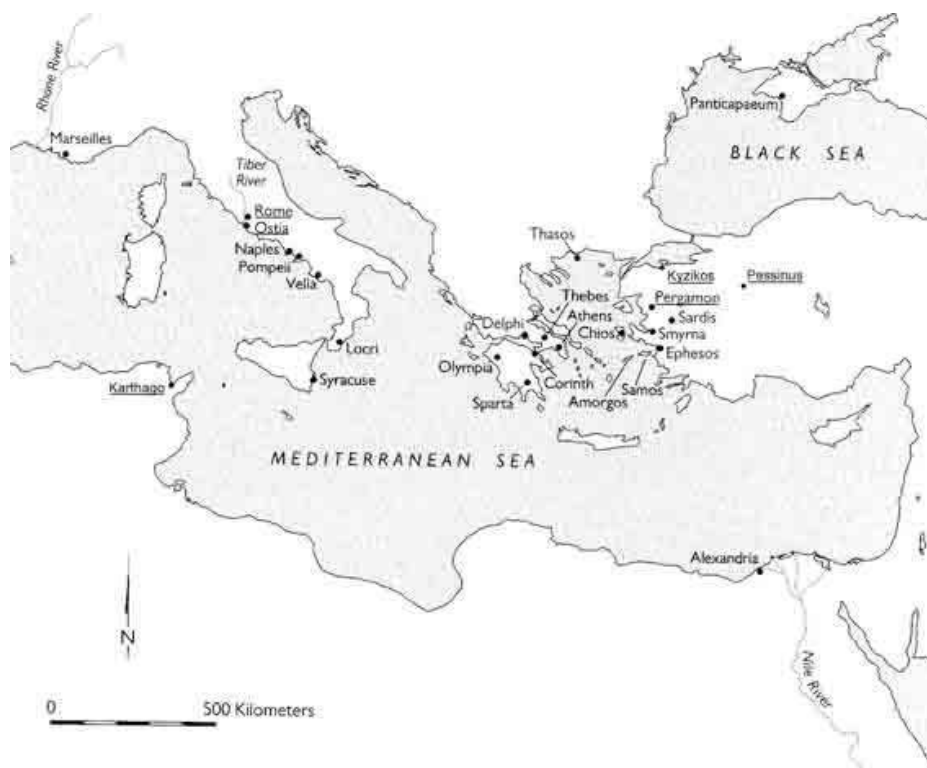 Rhone River
Marseilles
Tiber
River
Rome
Ostia
Naples
Pompeii
Velia
Locri
Syracuse
Karthago
Panticapaeum
BLACK SEA
Thasos
Kyzikos
Pessinus
Thebes
Pergamon
Athens
Sardis
Delphi
Chios
Smyrna
Ephesos
Olympia
Corinth
Samos
Sparta
Amorgos
MEDITERRANEAN SEA
Alexandria
Nile River
N
0
500 Kilometers